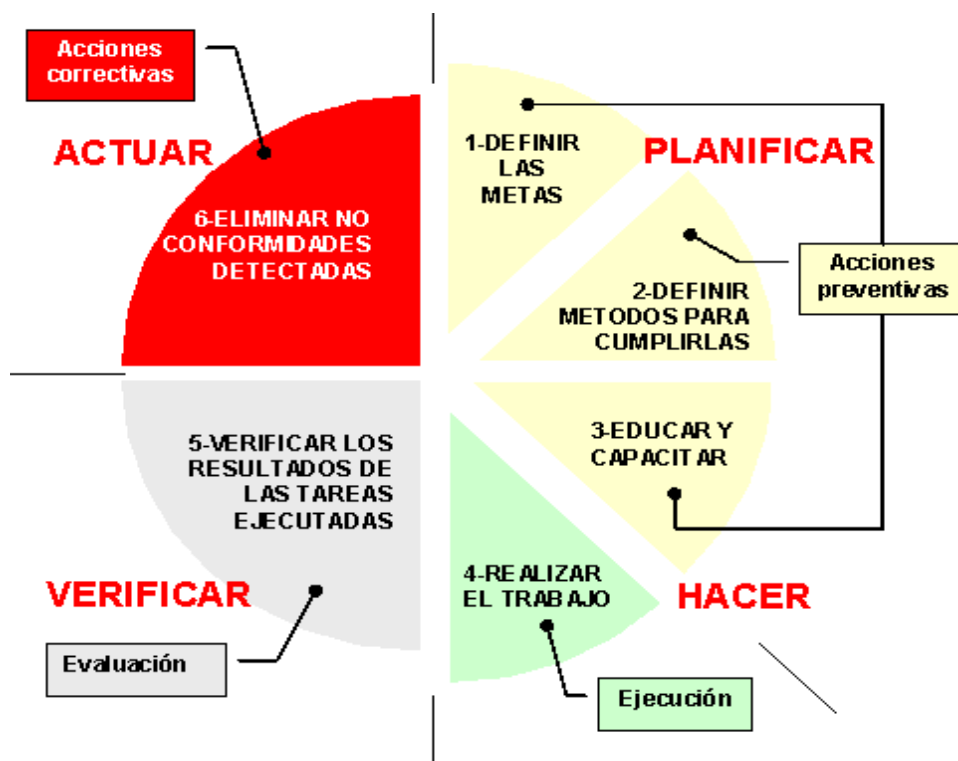 Acciones
correctivas
ACTUAR
1-DEFINIR
LAS
METAS
PLANIFICAR
6-ELIMINAR NO
CONFORMIDADES
DETECTADAS
Acciones
preventivas
2-DEFINIR
METODOS PARA
CUMPLIRLAS
5-VERIFICAR LOS
RESULTADOS DE
LAS TAREAS
EJECUTADAS
3-EDUCAR Y
CAPACITAR
4-REALIZAR
EL TRABAJO
VERIFICAR
HACER
Evaluación
Ejecución